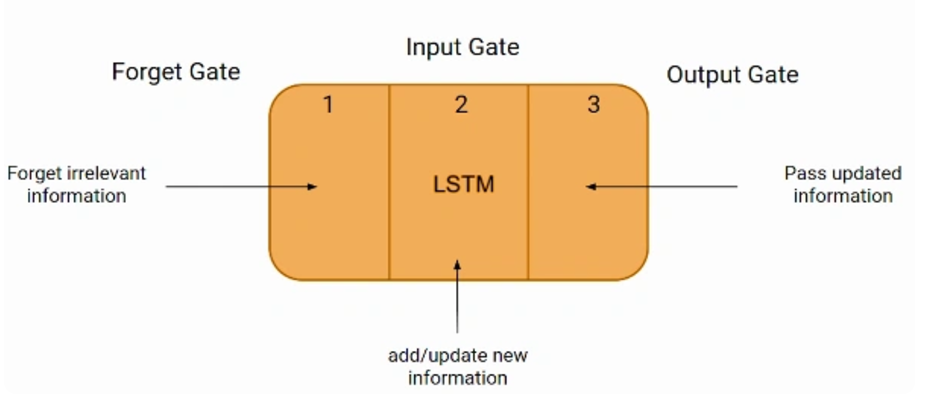 Input Gate
Forget Gate
Output Gate
1
2
3
Forget irrelevant
information
LSTM
Pass updated
information
add/update new
information